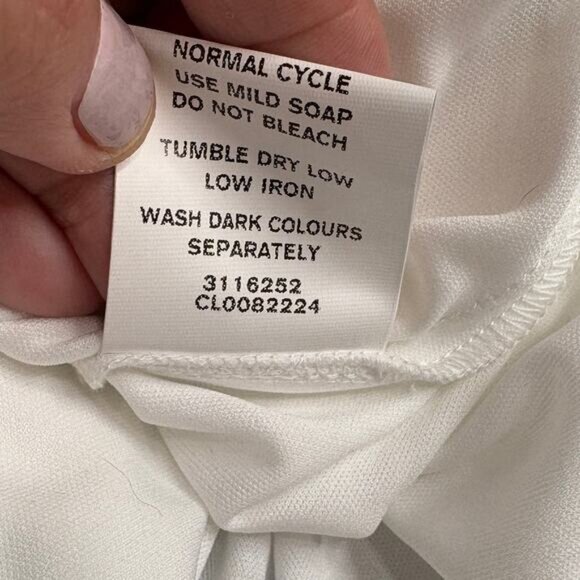 NORMAL CYCLE
USE MILD SOAP
DO NOT BLEACH
TUMBLE DRY LOW
LOW IRON
WASH DARK COLOURS
SEPARATELY
3116252
CL0082224